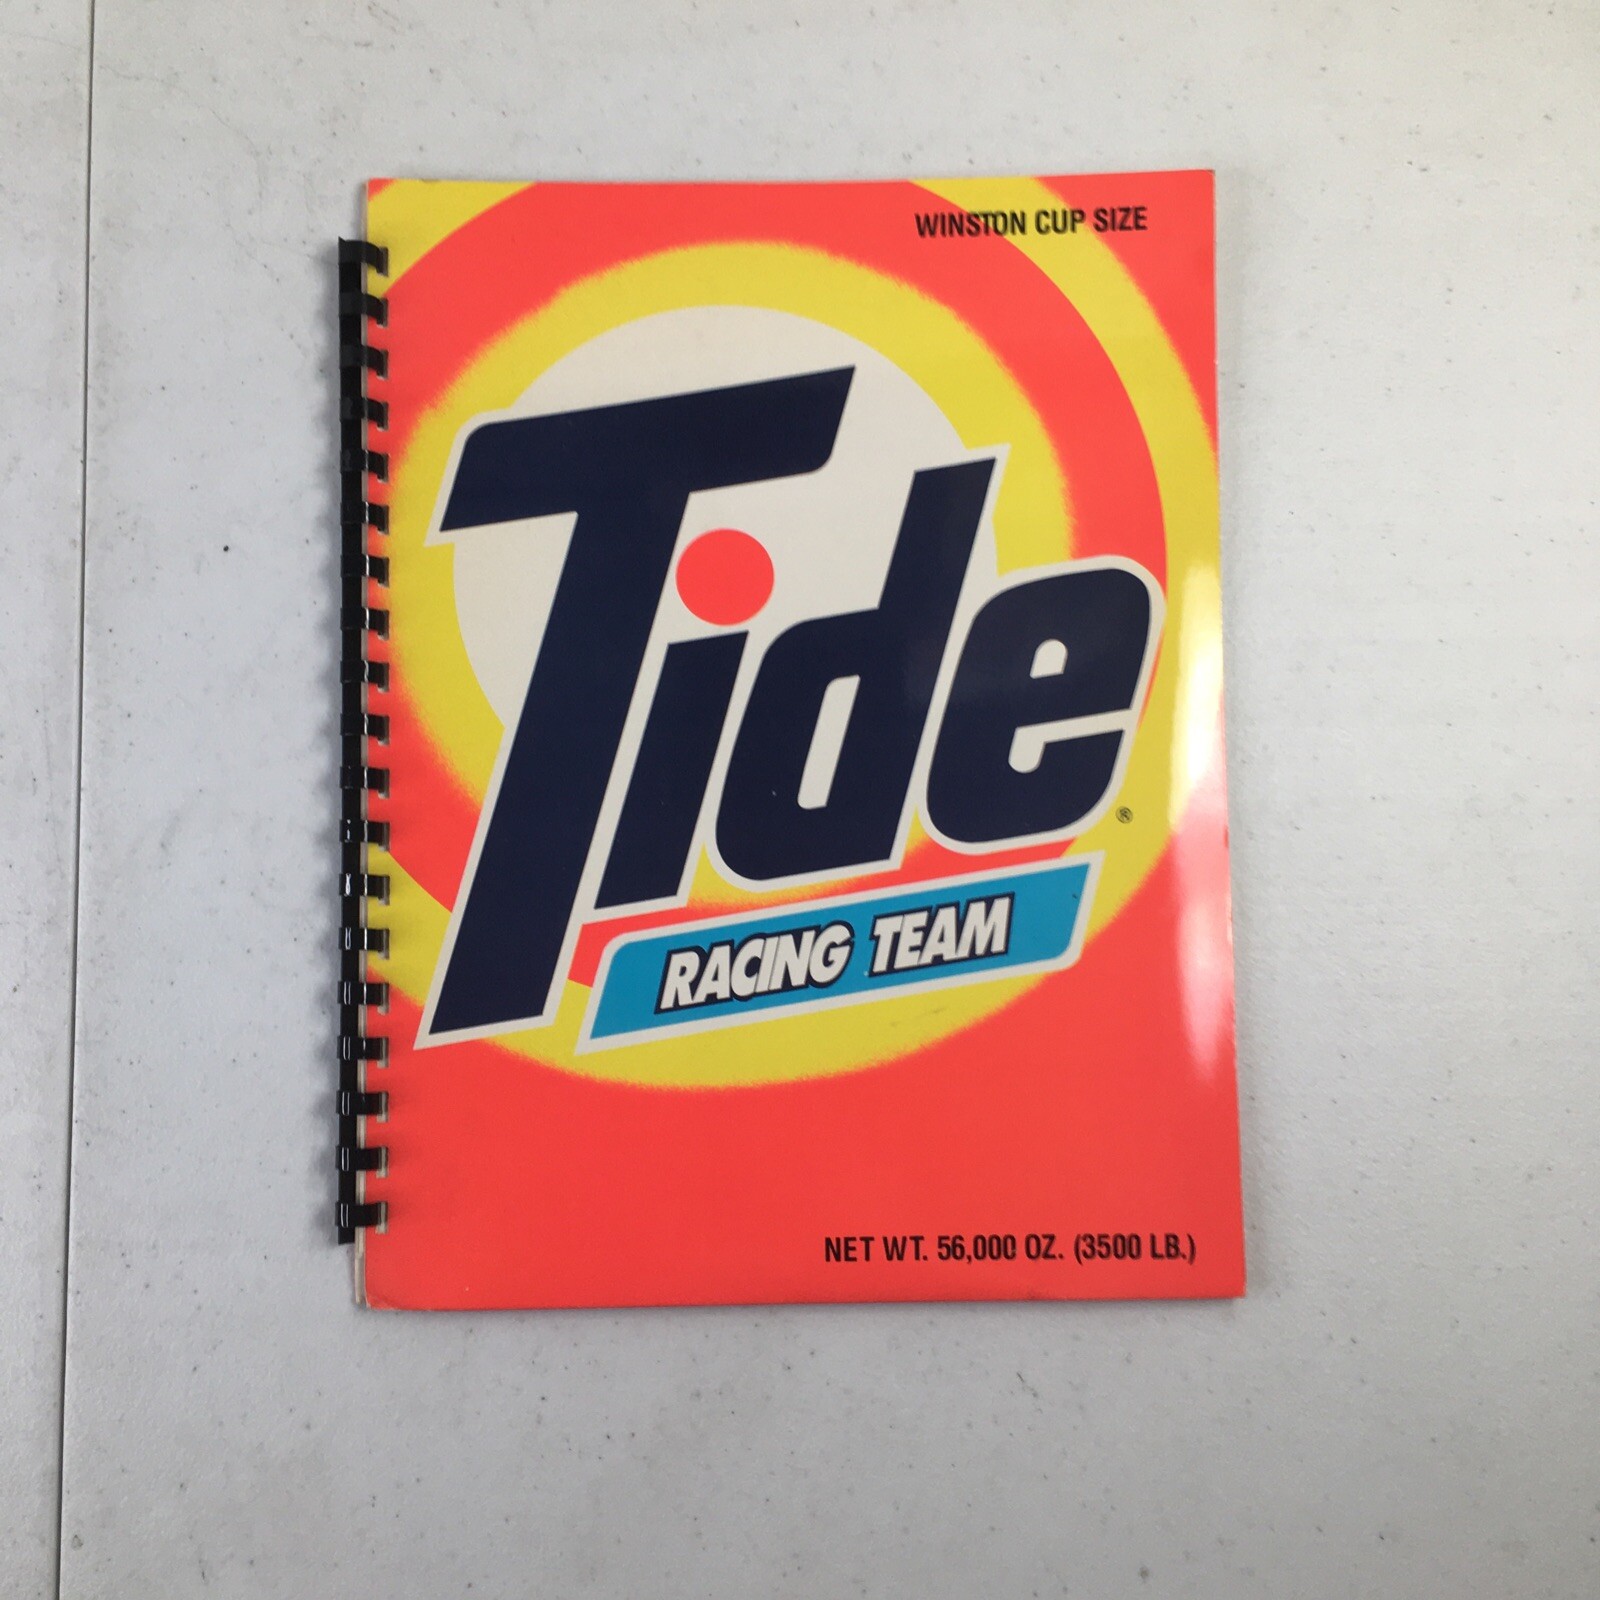 WINSTON CUP SIZE
Tide®
RACING TEAM
NET WT. 56,000 OZ. (3500 LB.)